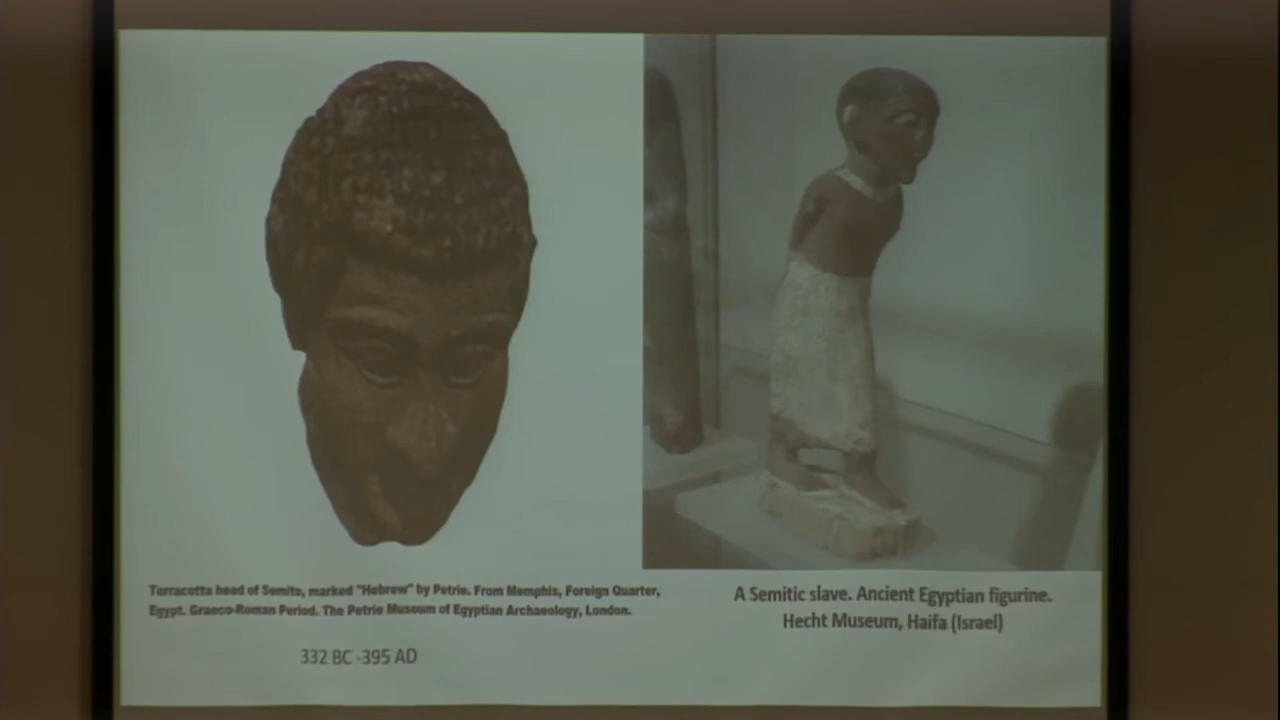 Terracotta head of Semite, marked "Hebrew" by Petrie. From Memphis, Foreign Quarter,
Egypt. Graeco-Roman Period. The Petrie Museum of Egyptian Archaeology, London.
332 BC -395 AD
A Semitic slave. Ancient Egyptian figurine.
Hecht Museum, Haifa (Israel)